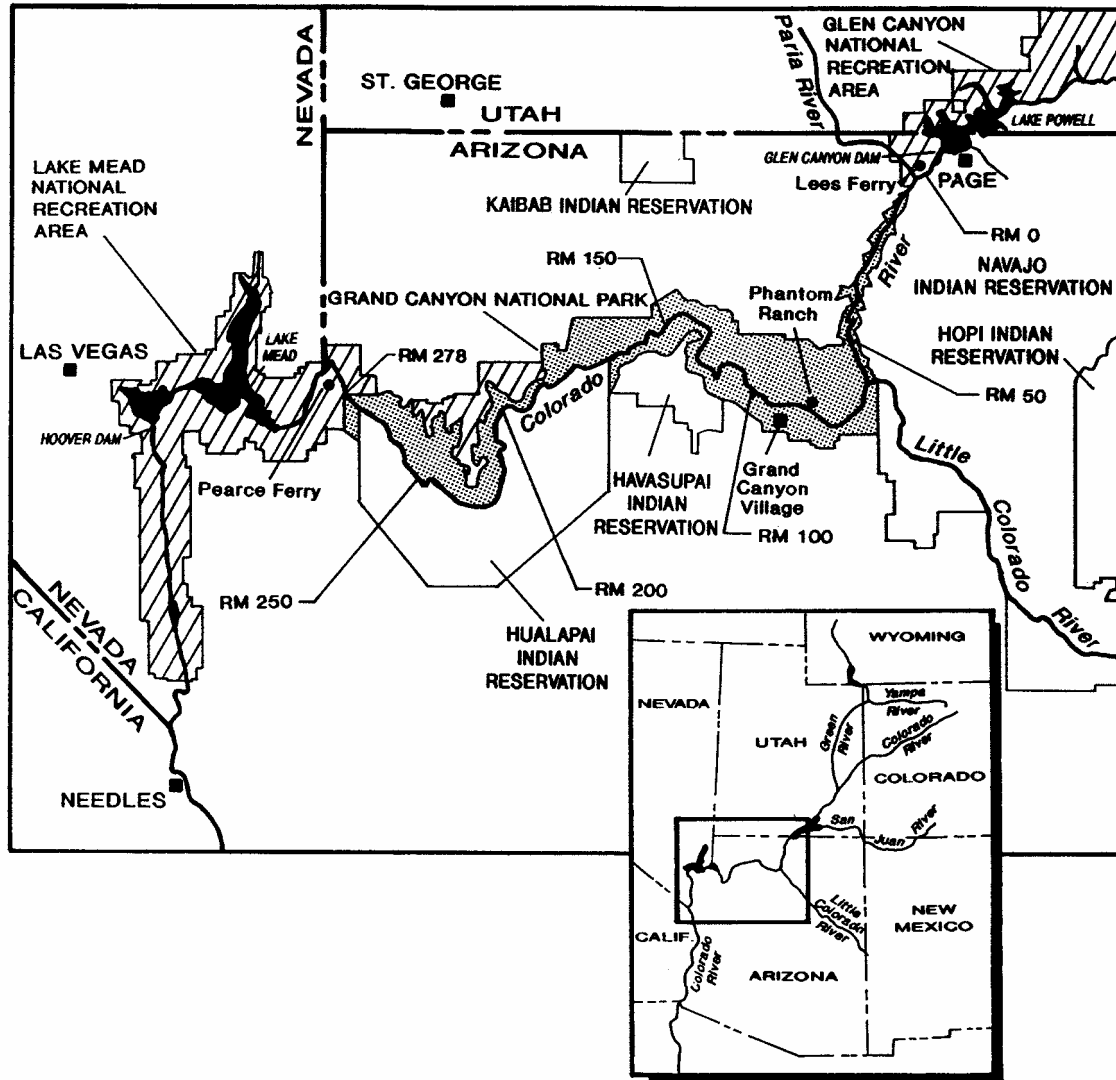 GLEN CANYON
NATIONAL
RECREATION
AREA
Paria River
NEVADA
ST. GEORGE
UTAH
ARIZONA
LAKE POWELL
GLEN CANYON DAM
Lees Ferry
PAGE
LAKE MEAD
NATIONAL
RECREATION
AREA
KAIBAB INDIAN RESERVATION
RM 0
River
NAVAJO
INDIAN RESERVATION
RM 150
GRAND CANYON NATIONAL PARK
Phantom
Ranch
HOPI INDIAN
RESERVATION
LAS VEGAS
LAKE
MEAD
RM 278
Colorado
RM 50
HOOVER DAM
Pearce Ferry
HAVASUPAI
INDIAN
RESERVATION
Grand
Canyon
Village
RM 100
Little
Colorado
River
RM 250
RM 200
HUALAPAI
INDIAN
RESERVATION
NEVADA
CALIFORNIA
NEEDLES
WYOMING
NEVADA
UTAH
Green
River
Yampa
River
Colorado
River
COLORADO
San
Juan
River
Little
Colorado
River
NEW
MEXICO
CALIF.
Colorado
River
ARIZONA